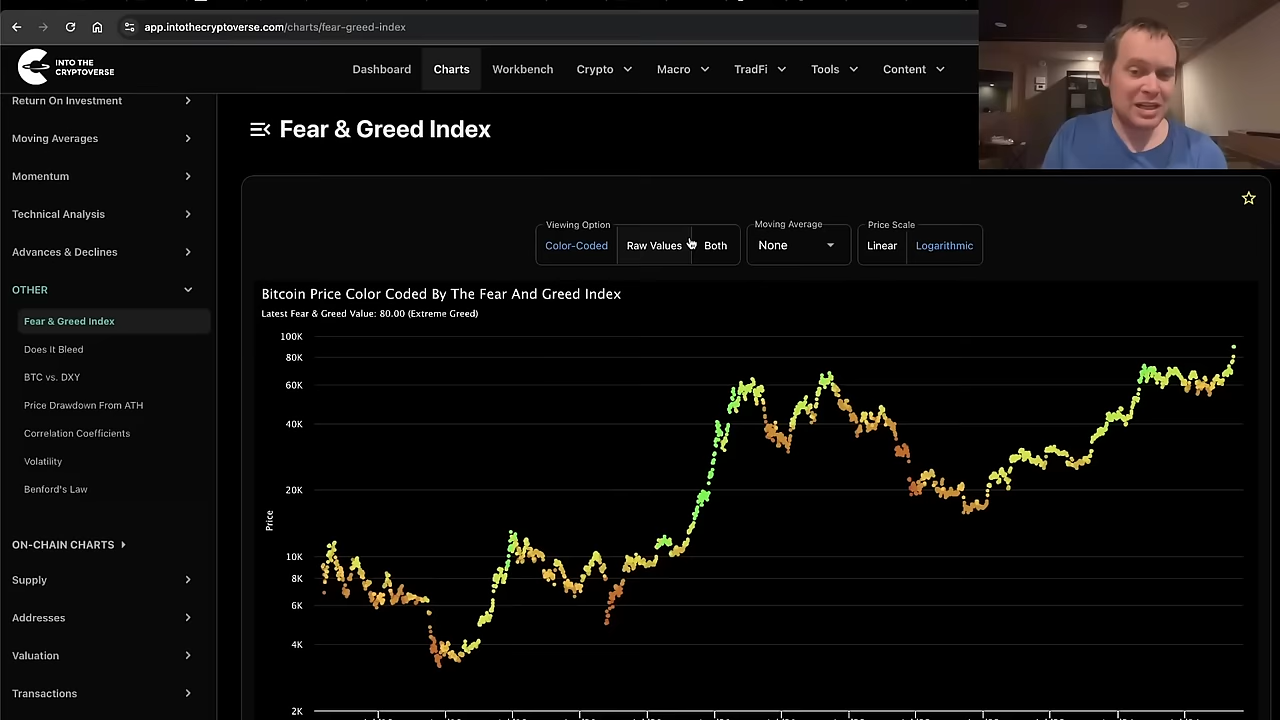 app.intothecryptoverse.com/charts/fear-greed-index
INTO THE
CRYPTOVERSE
Dashboard
Charts
Workbench
Crypto
Macro
TradFi
Tools
Content
Return On Investment
Moving Averages
Momentum
Technical Analysis
Advances & Declines
OTHER
Fear & Greed Index
Does It Bleed
BTC vs. DXY
Price Drawdown From ATH
Correlation Coefficients
Volatility
Benford's Law
ON-CHAIN CHARTS
Supply
Addresses
Valuation
Transactions
Fear & Greed Index
Viewing Option
Color-Coded
Raw Values
Both
Moving Average
None
Price Scale
Linear
Logarithmic
Bitcoin Price Color Coded By The Fear And Greed Index
Latest Fear & Greed Value: 80.00 (Extreme Greed)
100K
80K
60K
40K
20K
10K
8K
6K
4K
2K
Price